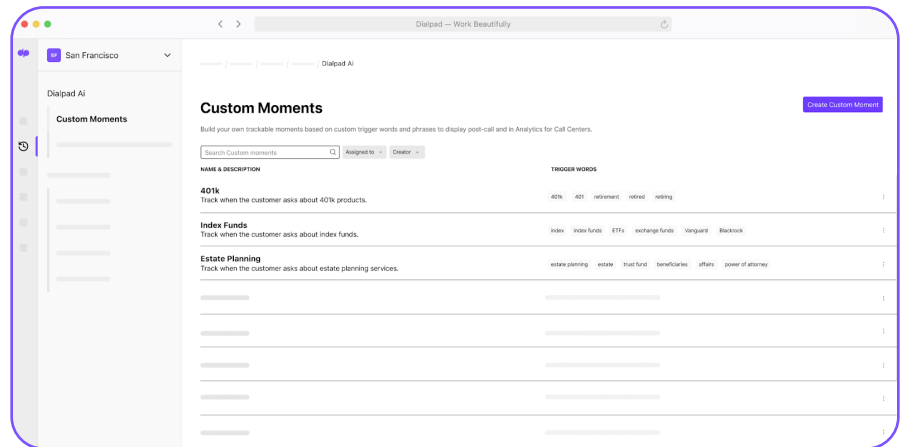 Dialpad — Work Beautifully
SF San Francisco
/ / / / Dialpad Ai
Dialpad Ai
Custom Moments
Custom Moments
Create Custom Moment
Build your own trackable moments based on custom trigger words and phrases to display post-call and in Analytics for Call Centers.
Search Custom moments Assigned to Creator
NAME & DESCRIPTION TRIGGER WORDS
401k
Track when the customer asks about 401k products.
401k 401 retirement retired retiring
Index Funds
Track when the customer asks about index funds.
index index funds ETFs exchange funds Vanguard Blackrock
Estate Planning
Track when the customer asks about estate planning services.
estate planning estate trust fund beneficiaries affairs power of attorney